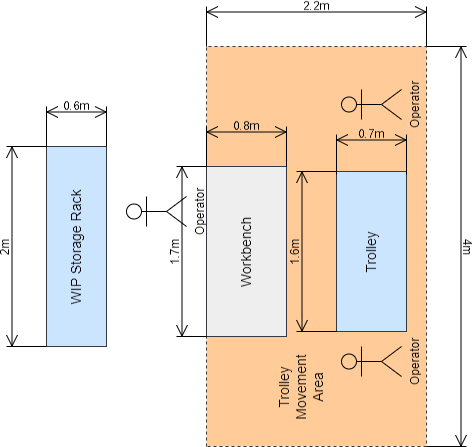 2.2m
0.6m
0.8m
0.7m
Operator
2m
WIP Storage Rack
Operator
1.7m
Workbench
1.6m
Trolley
4m
Trolley
Movement
Area
Operator